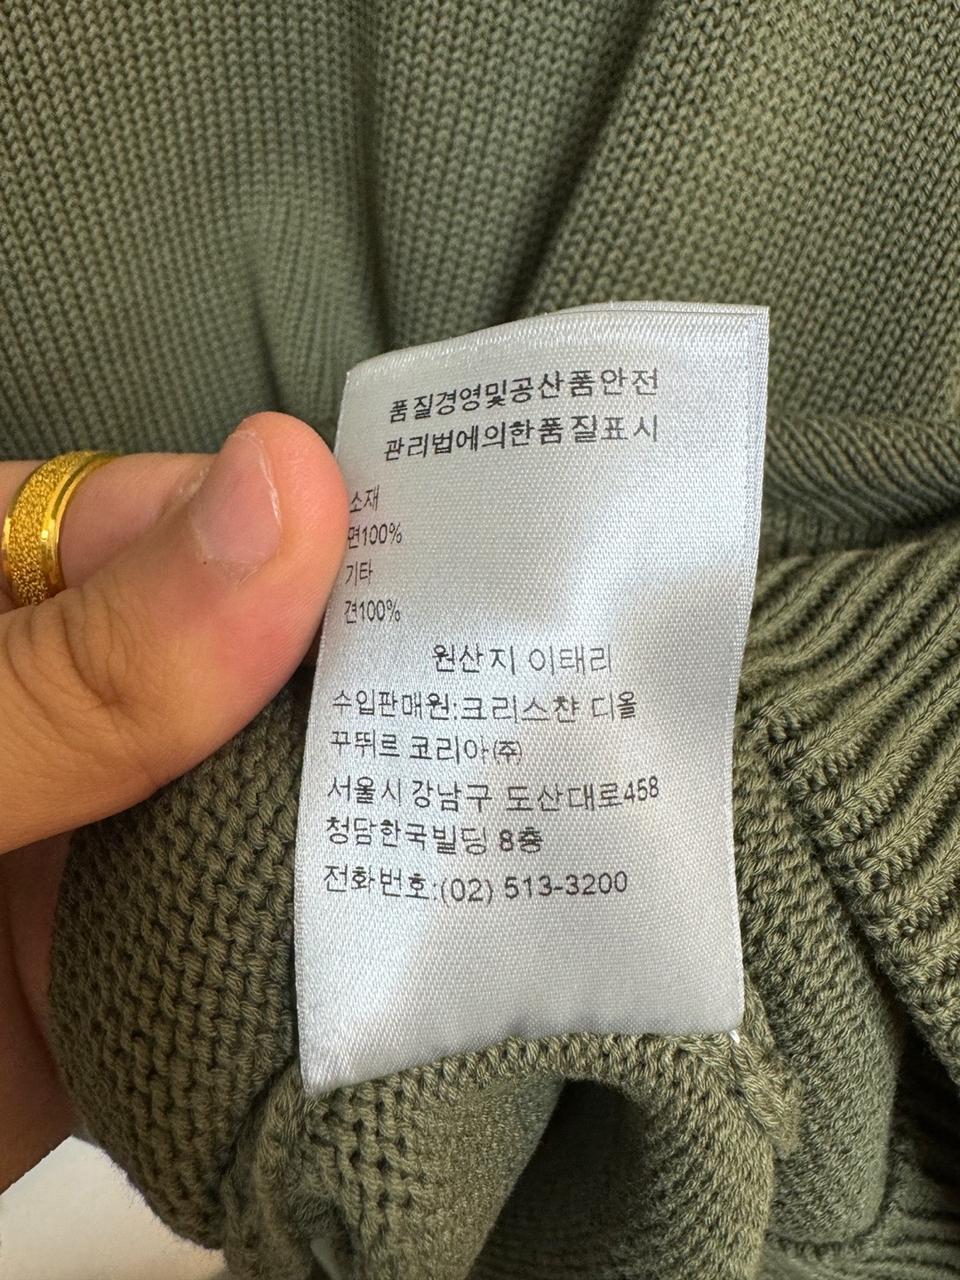 품질경영및공산품안전
관리법에의한품질표시
소재
면100%
기타
견100%
원산지 이태리
수입판매원:크리스챤 디올
꾸뛰르 코리아㈜
서울시 강남구 도산대로458
청담한국빌딩 8층
전화번호:(02) 513-3200